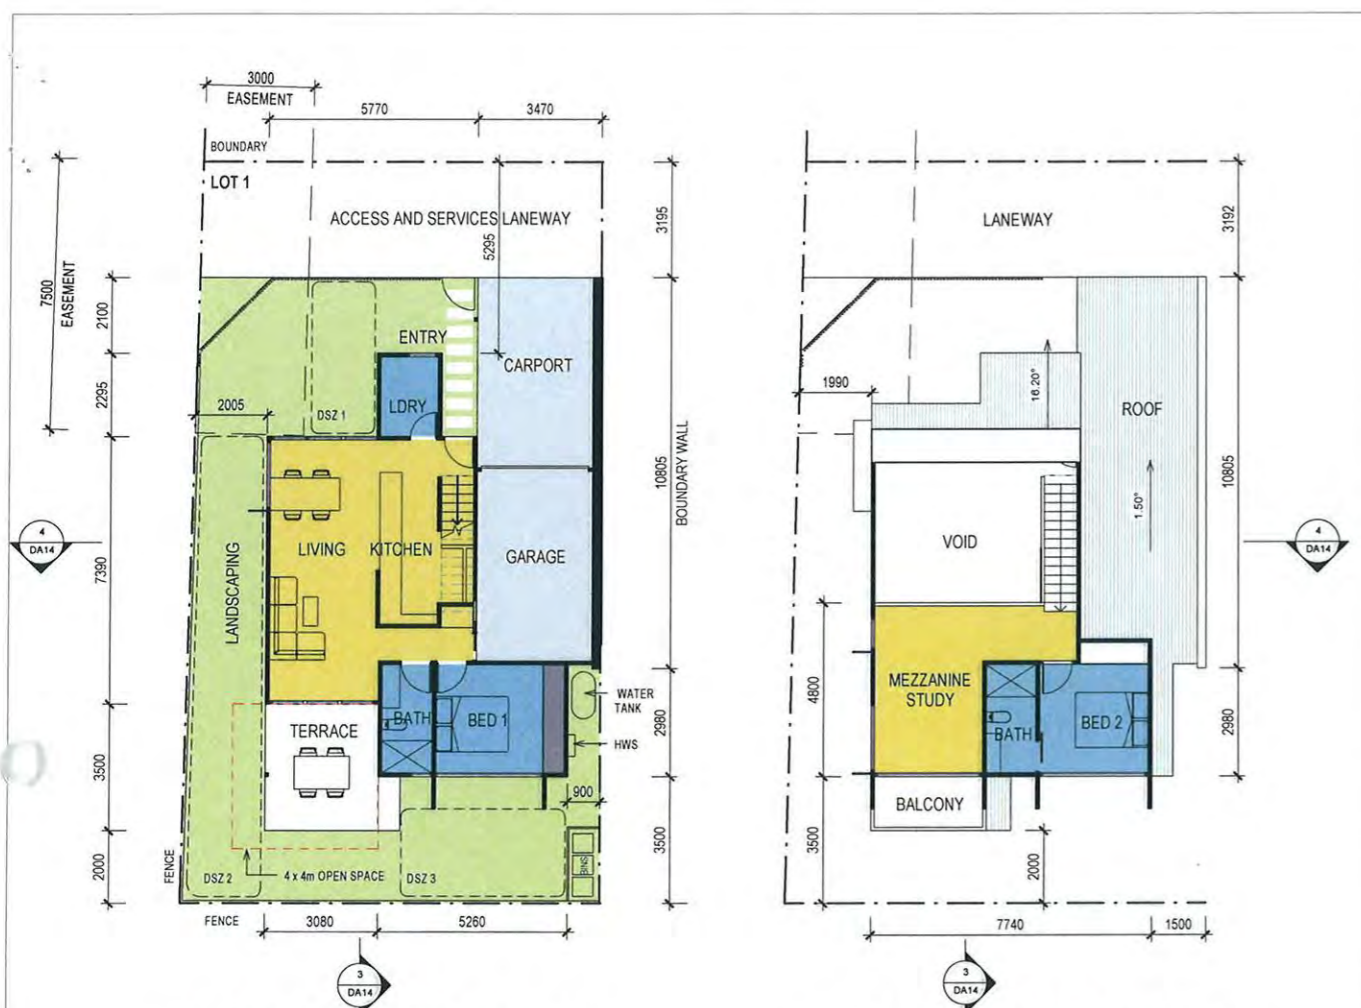 3000
EASEMENT
5770
3470
BOUNDARY
LOT 1
ACCESS AND SERVICES LANEWAY
5295
3195
7500
EASEMENT
2100
2295
2005
ENTRY
CARPORT
DSZ 1
LDRY
BOUNDARY WALL
10805
4
DA14
7390
LANDSCAPING
LIVING
KITCHEN
GARAGE
WATER
TANK
HWS
2980
TERRACE
BATH
BED 1
3500
900
3500
2000
FENCE
DSZ 2
4 x 4m OPEN SPACE
DSZ 3
BINS
FENCE
3080
5260
3
DA14
LANEWAY
3192
1990
16.20°
ROOF
10805
1.50°
VOID
4
DA14
4800
MEZZANINE
STUDY
BATH
BED 2
2980
BALCONY
3500
2000
7740
1500
3
DA14